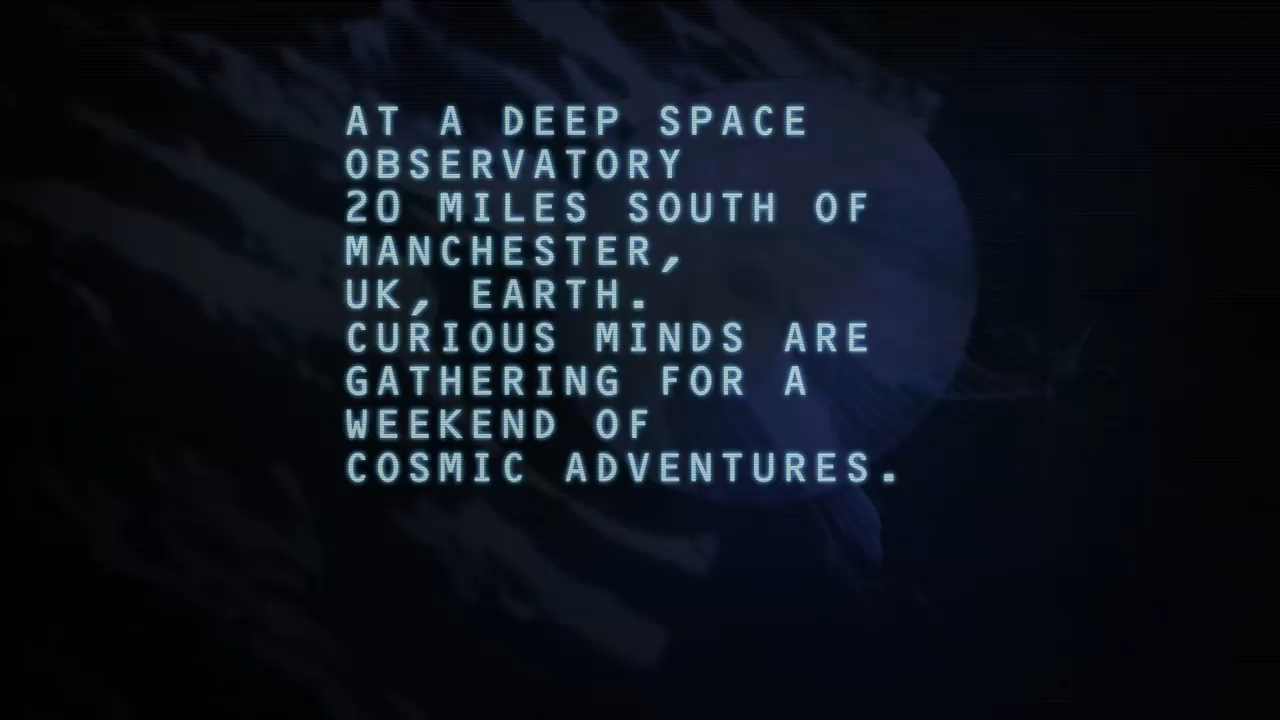 AT A DEEP SPACE
OBSERVATORY
20 MILES SOUTH OF
MANCHESTER,
UK, EARTH.
CURIOUS MINDS ARE
GATHERING FOR A
WEEKEND OF
COSMIC ADVENTURES.